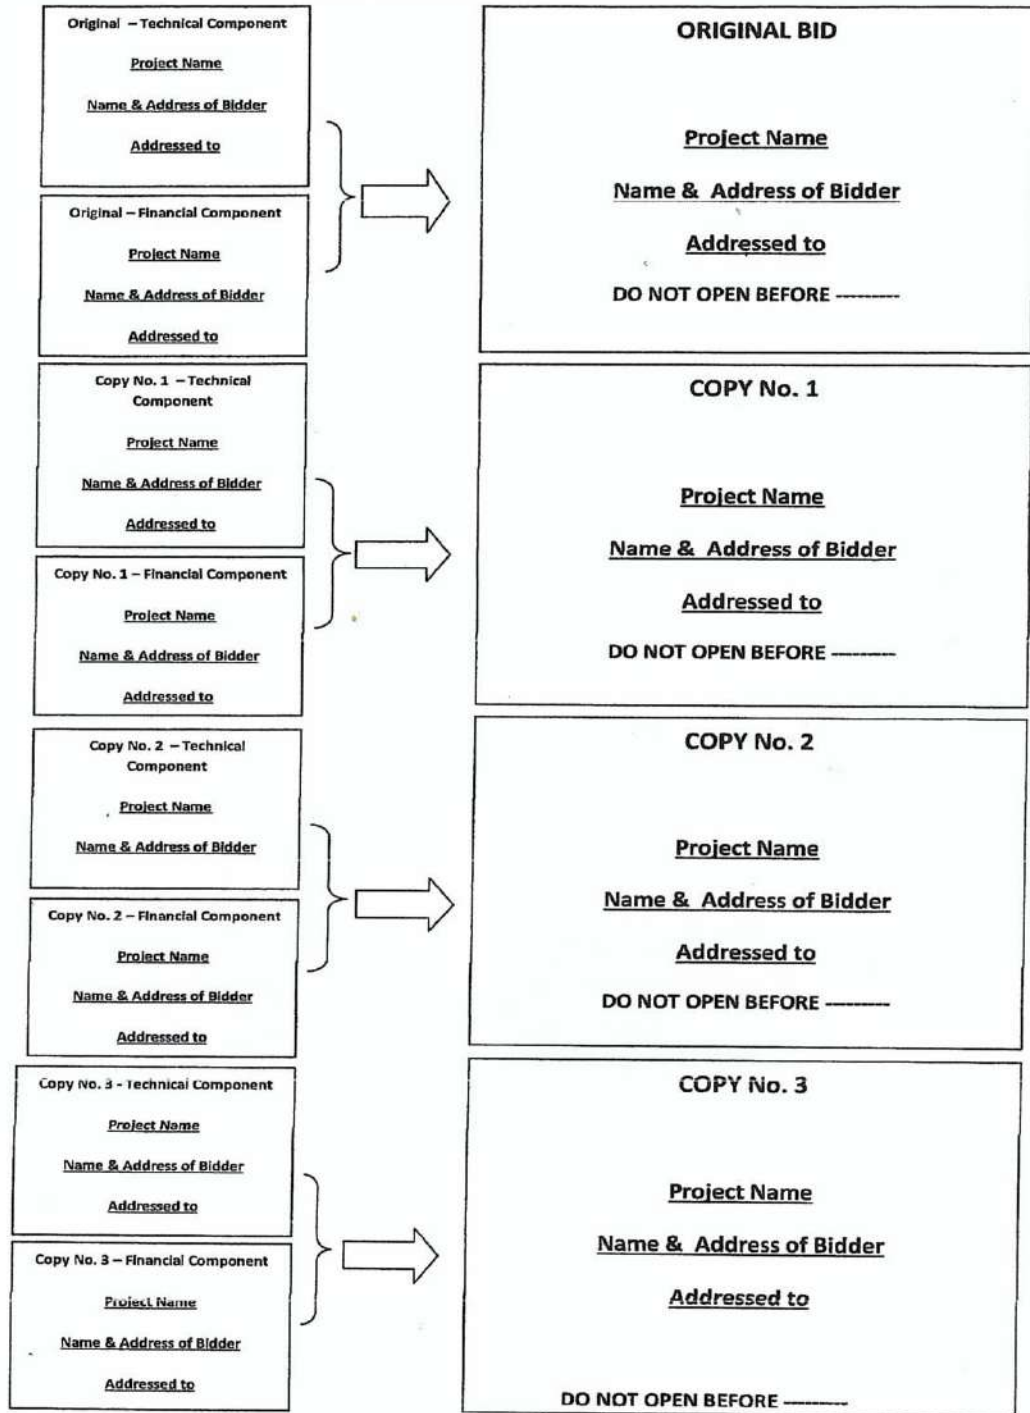 Original – Technical Component
Project Name
Name & Address of Bidder
Addressed to
Original – Financial Component
Project Name
Name & Address of Bidder
Addressed to
ORIGINAL BID
Project Name
Name & Address of Bidder
Addressed to
DO NOT OPEN BEFORE ---------
Copy No. 1 – Technical
Component
Project Name
Name & Address of Bidder
Addressed to
Copy No. 1 – Financial Component
Project Name
Name & Address of Bidder
Addressed to
COPY No. 1
Project Name
Name & Address of Bidder
Addressed to
DO NOT OPEN BEFORE ---------
Copy No. 2 – Technical
Component
Project Name
Name & Address of Bidder
Copy No. 2 – Financial Component
Project Name
Name & Address of Bidder
Addressed to
COPY No. 2
Project Name
Name & Address of Bidder
Addressed to
DO NOT OPEN BEFORE ---------
Copy No. 3 - Technical Component
Project Name
Name & Address of Bidder
Addressed to
Copy No. 3 – Financial Component
Project Name
Name & Address of Bidder
Addressed to
COPY No. 3
Project Name
Name & Address of Bidder
Addressed to
DO NOT OPEN BEFORE ---------